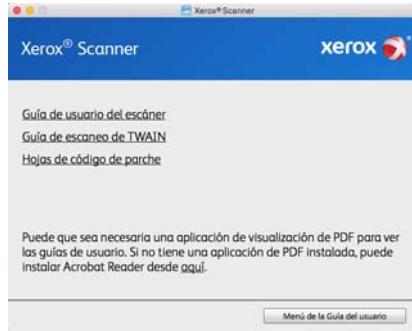 Xerox® Scanner
Xerox® Scanner
xerox
Guía de usuario del escáner
Guía de escaneo de TWAIN
Hojas de código de parche
Puede que sea necesaria una aplicación de visualización de PDF para ver
las guías de usuario. Si no tiene una aplicación de PDF instalada, puede
instalar Acrobat Reader desde aquí.
Menú de la Guía del usuario